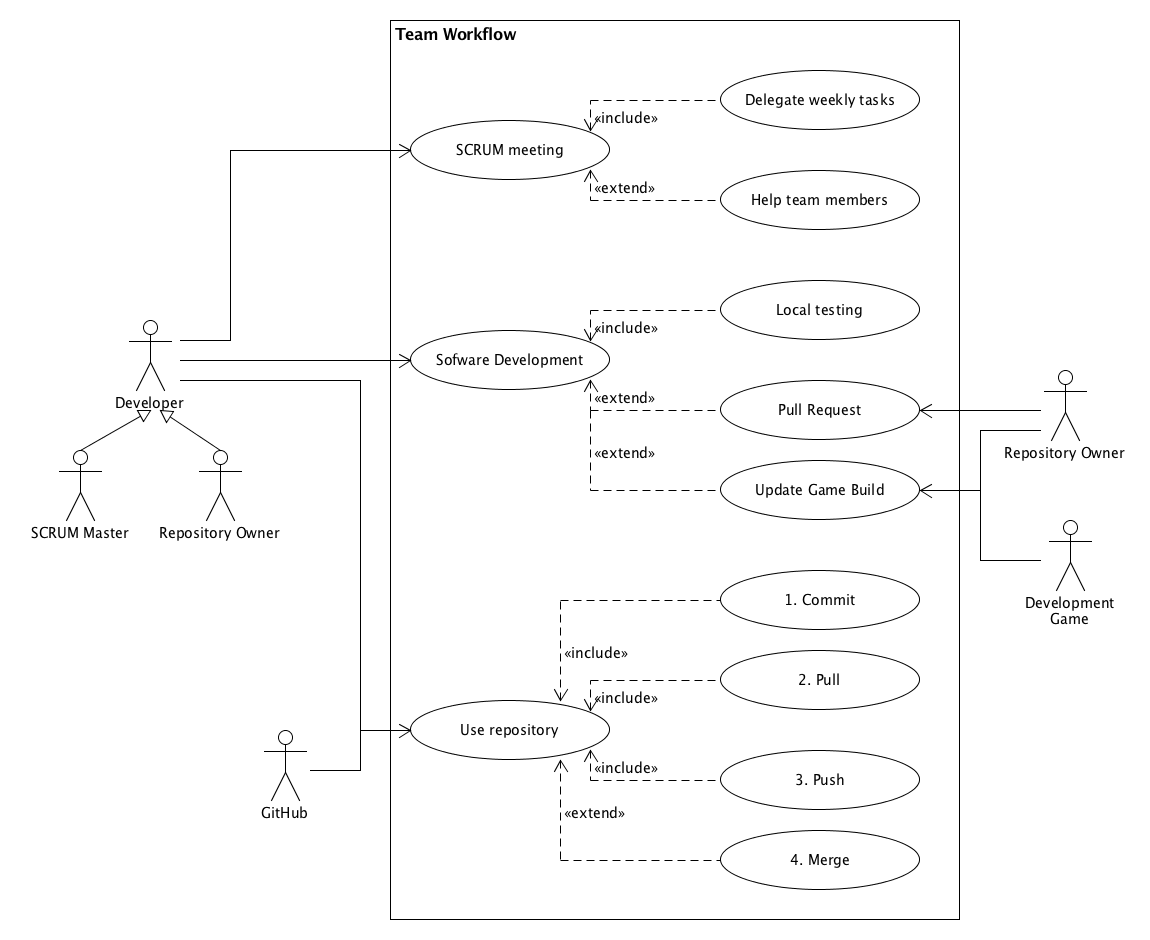 Team Workflow
Delegate weekly tasks
«include»
SCRUM meeting
«extend»
Help team members
Local testing
«include»
Sofware Development
«extend»
Pull Request
«extend»
Update Game Build
Developer
SCRUM Master
Repository Owner
Repository Owner
Development
Game
1. Commit
«include»
2. Pull
«include»
Use repository
«include»
3. Push
«extend»
4. Merge
GitHub